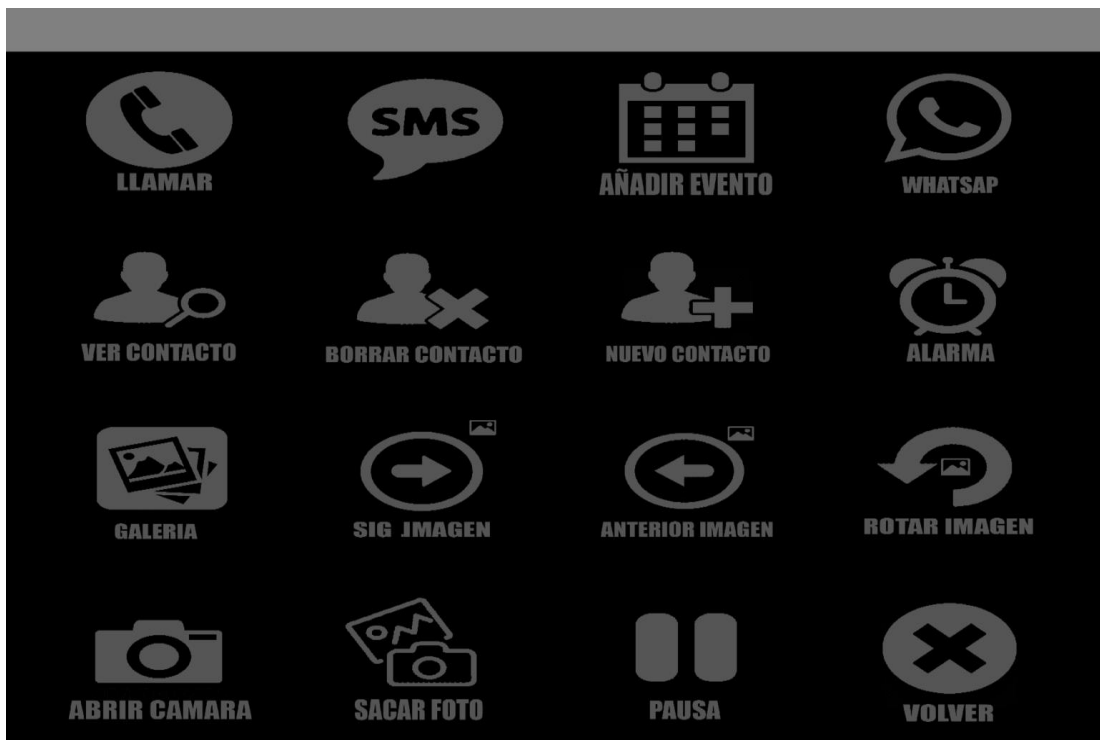 LLAMAR
SMS
AÑADIR EVENTO
WHATSAP
VER CONTACTO
BORRAR CONTACTO
NUEVO CONTACTO
ALARMA
GALERIA
SIG .IMAGEN
ANTERIOR IMAGEN
ROTAR IMAGEN
ABRIR CAMARA
SACAR FOTO
PAUSA
VOLVER